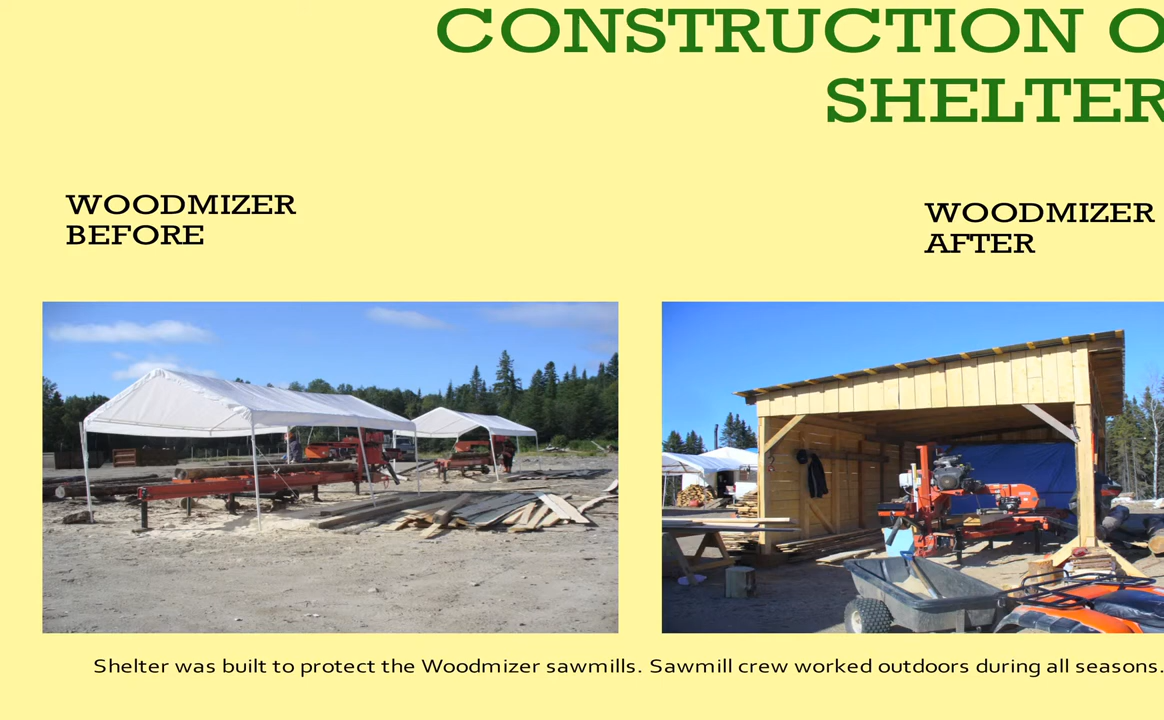 CONSTRUCTION O
SHELTER
WOODMIZER
BEFORE
WOODMIZER
AFTER
Shelter was built to protect the Woodmizer sawmills. Sawmill crew worked outdoors during all seasons.